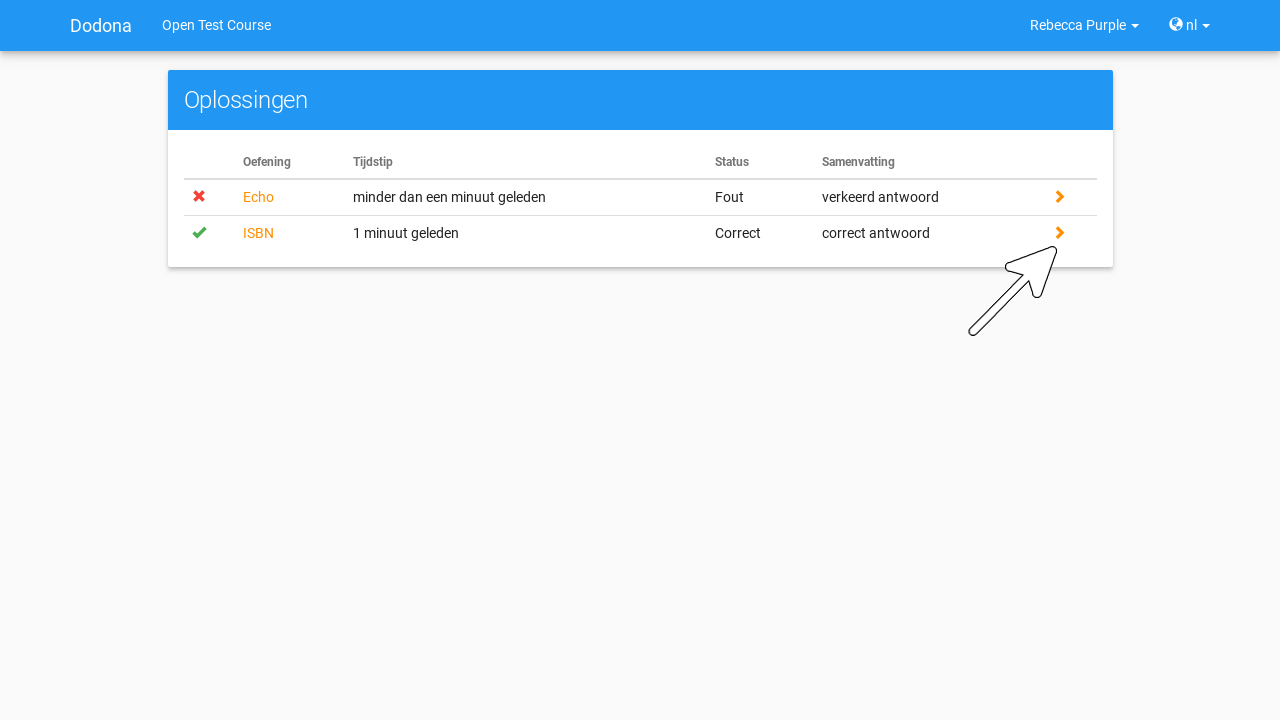 Dodona Open Test Course Rebecca Purple nl
Oplossingen
Oefening Tijdstip Status Samenvatting
Echo minder dan een minuut geleden Fout verkeerd antwoord
ISBN 1 minuut geleden Correct correct antwoord